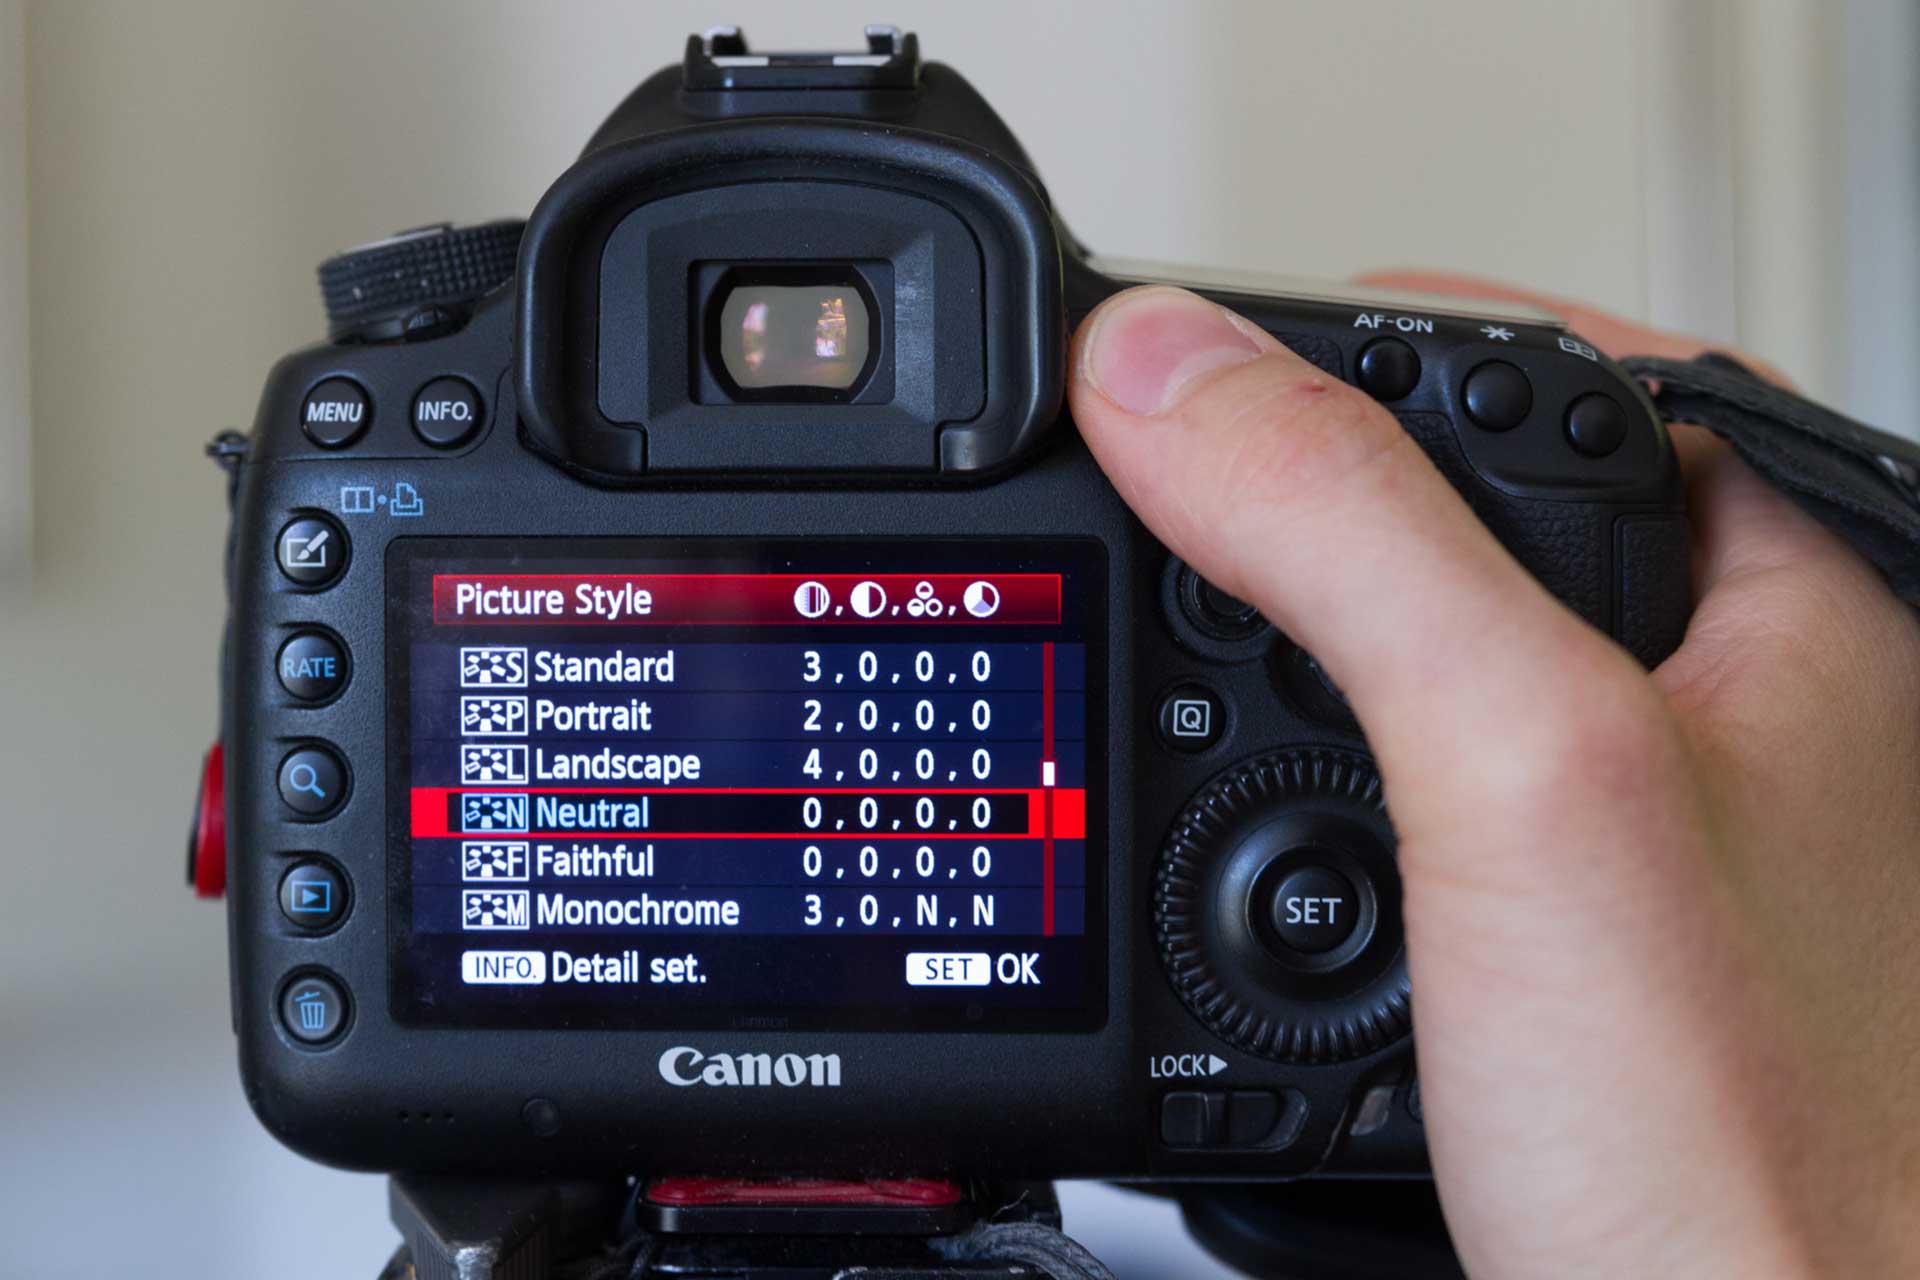 AF-ON
MENU INFO.
RATE
Picture Style
S Standard 3, 0, 0, 0
P Portrait 2, 0, 0, 0
L Landscape 4, 0, 0, 0
N Neutral 0, 0, 0, 0
F Faithful 0, 0, 0, 0
M Monochrome 3, 0, N, N
INFO. Detail set. SET OK
Q
SET
Canon
LOCK▶